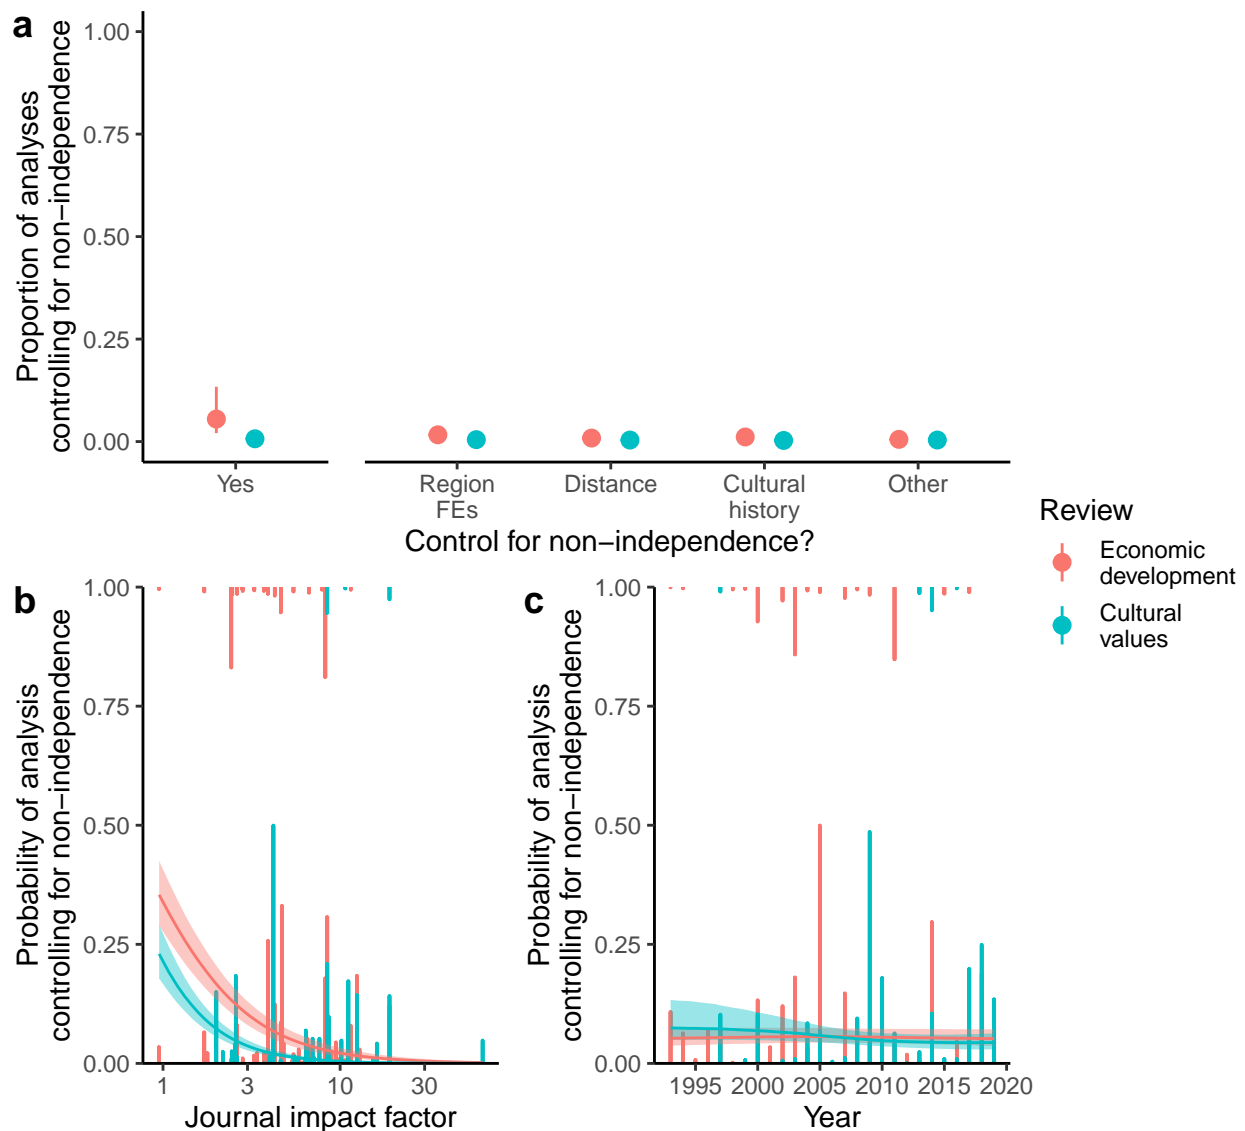 a
Proportion of analyses
controlling for non−independence
1.00
0.75
0.50
0.25
0.00
Yes
Region
FEs
Distance
Cultural
history
Other
Control for non−independence?
Review
Economic
development
Cultural
values
b
Probability of analysis
controlling for non−independence
1.00
0.75
0.50
0.25
0.00
1
3
10
30
Journal impact factor
c
Probability of analysis
controlling for non−independence
1.00
0.75
0.50
0.25
0.00
1995
2000
2005
2010
2015
2020
Year